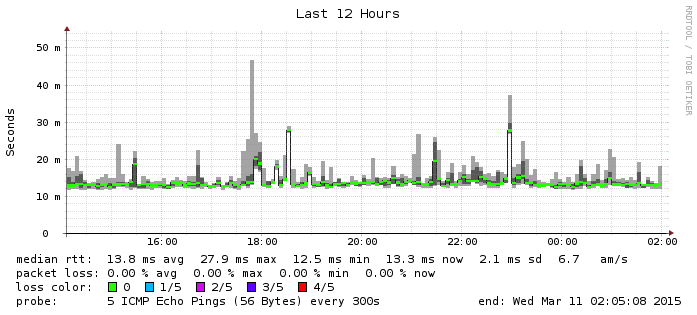 Last 12 Hours
RRDTOOL / TOBI OETIKER
Seconds
50 m
40 m
30 m
20 m
10 m
0
16:00 18:00 20:00 22:00 00:00 02:00
median rtt: 13.8 ms avg 27.9 ms max 12.5 ms min 13.3 ms now 2.1 ms sd 6.7 am/s
packet loss: 0.00 % avg 0.00 % max 0.00 % min 0.00 % now
loss color: 0 1/5 2/5 3/5 4/5
probe: 5 ICMP Echo Pings (56 Bytes) every 300s end: Wed Mar 11 02:05:08 2015